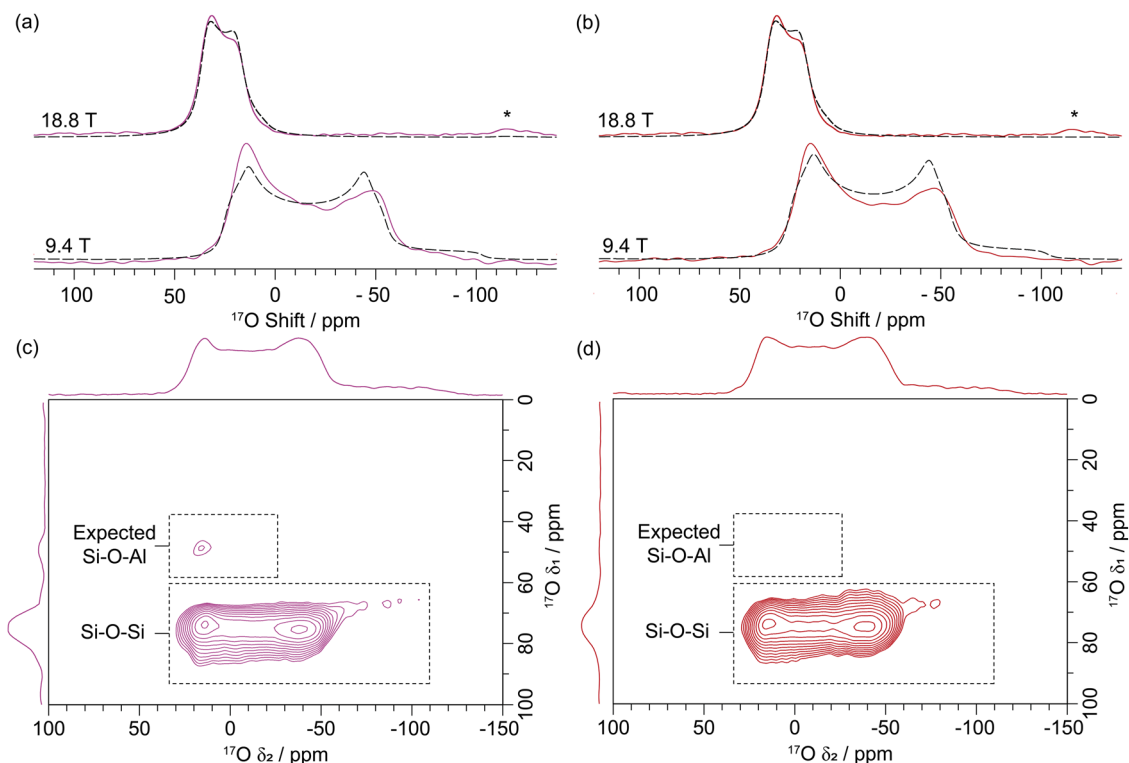 (a)
18.8 T
*
9.4 T
100 50 0 - 50 - 100
¹⁷O Shift / ppm
(b)
18.8 T
*
9.4 T
100 50 0 - 50 - 100
¹⁷O Shift / ppm
(c)
Expected
Si-O-Al
Si-O-Si
0
20
40
60
80
100
¹⁷O δ₁ / ppm
100 50 0 -50 -100 -150
¹⁷O δ₂ / ppm
(d)
Expected
Si-O-Al
Si-O-Si
0
20
40
60
80
100
¹⁷O δ₁ / ppm
100 50 0 -50 -100 -150
¹⁷O δ₂ / ppm